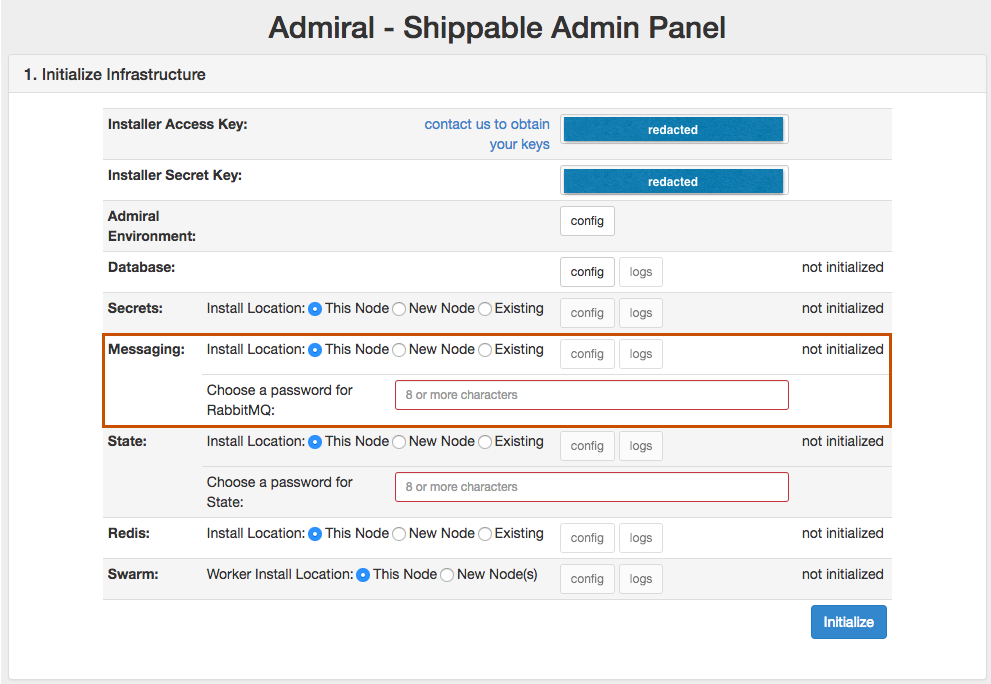 Admiral - Shippable Admin Panel
1. Initialize Infrastructure
Installer Access Key: contact us to obtain your keys redacted
Installer Secret Key: redacted
Admiral Environment: config
Database: config logs not initialized
Secrets: Install Location: This Node New Node Existing config logs not initialized
Messaging: Install Location: This Node New Node Existing config logs not initialized
Choose a password for RabbitMQ: 8 or more characters
State: Install Location: This Node New Node Existing config logs not initialized
Choose a password for State: 8 or more characters
Redis: Install Location: This Node New Node Existing config logs not initialized
Swarm: Worker Install Location: This Node New Node(s) config logs not initialized
Initialize